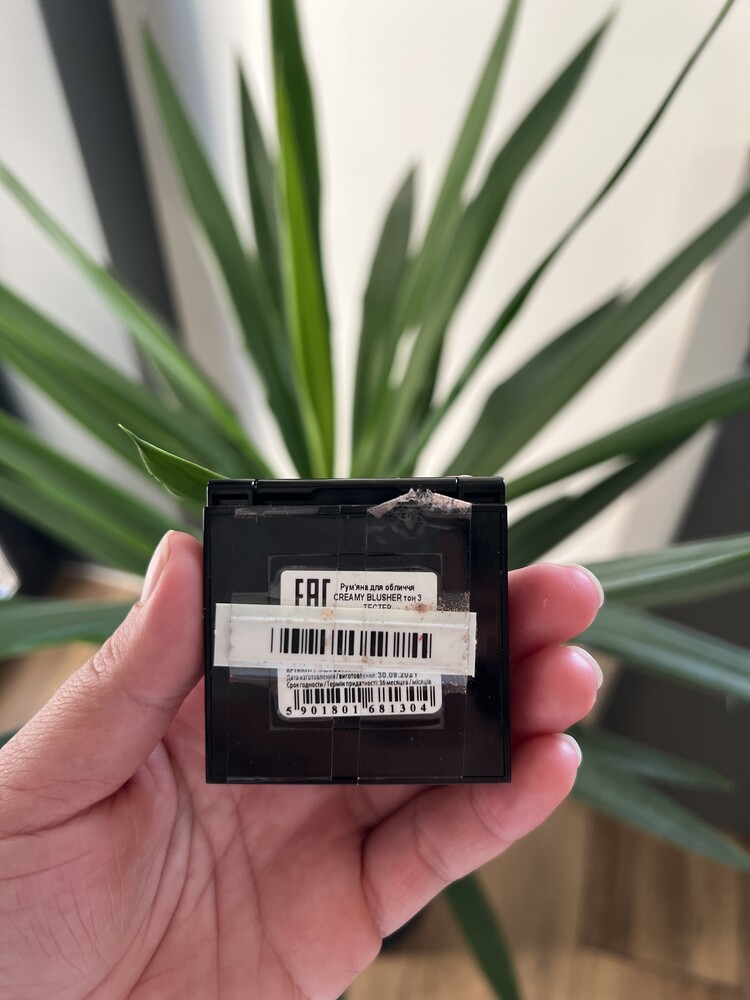 EAC
Рум'яна для обличчя
CREAMY BLUSHER тон 3
ТЕСТЕР
Дата изготовления / виготовлення: 30.09.2021
Срок годности / Термін придатності: 36 месяцев / місяців
5 901801 681304